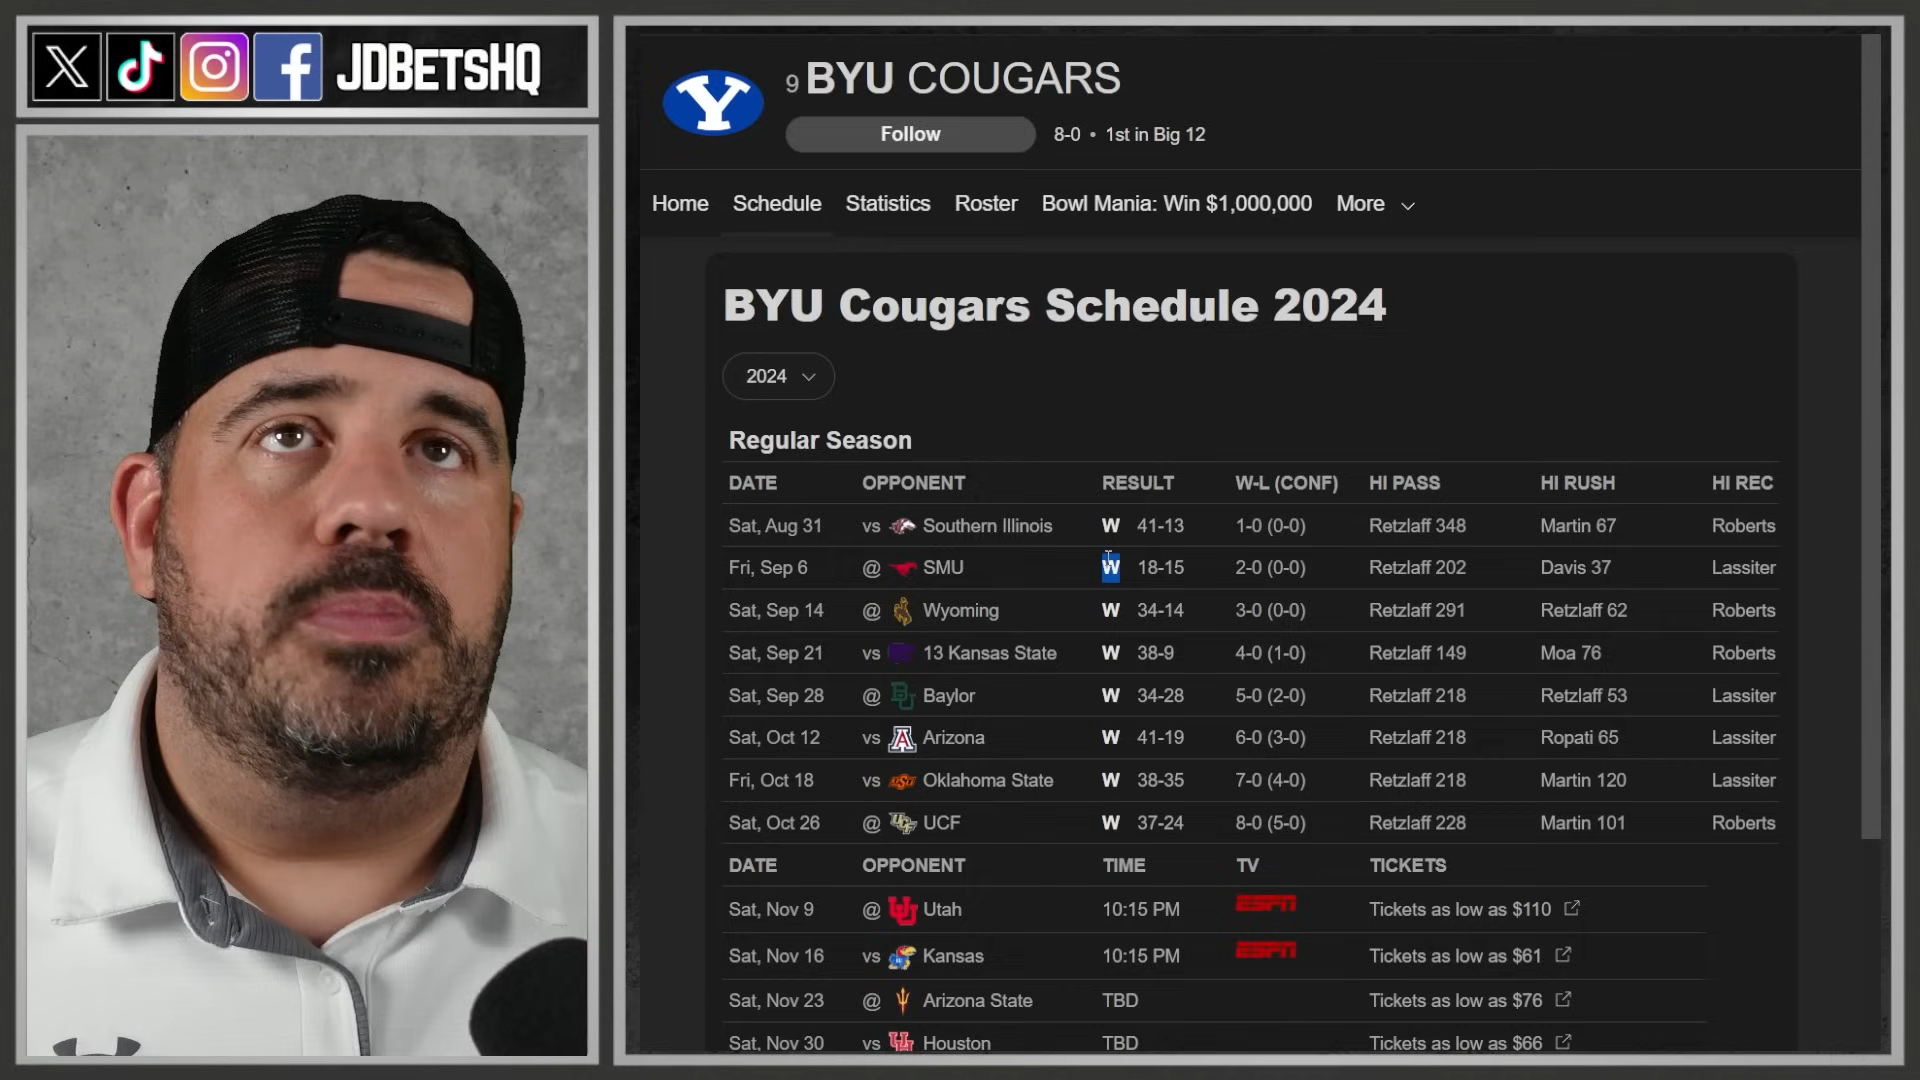 JDBETSHQ
9 BYU COUGARS
Follow 8-0 • 1st in Big 12
Home Schedule Statistics Roster Bowl Mania: Win $1,000,000 More
BYU Cougars Schedule 2024
2024
Regular Season
DATE OPPONENT RESULT W-L (CONF) HI PASS HI RUSH HI REC
Sat, Aug 31 vs Southern Illinois W 41-13 1-0 (0-0) Retzlaff 348 Martin 67 Roberts
Fri, Sep 6 @ SMU W 18-15 2-0 (0-0) Retzlaff 202 Davis 37 Lassiter
Sat, Sep 14 @ Wyoming W 34-14 3-0 (0-0) Retzlaff 291 Retzlaff 62 Roberts
Sat, Sep 21 vs 13 Kansas State W 38-9 4-0 (1-0) Retzlaff 149 Moa 76 Roberts
Sat, Sep 28 @ Baylor W 34-28 5-0 (2-0) Retzlaff 218 Retzlaff 53 Lassiter
Sat, Oct 12 vs Arizona W 41-19 6-0 (3-0) Retzlaff 218 Ropati 65 Lassiter
Fri, Oct 18 vs Oklahoma State W 38-35 7-0 (4-0) Retzlaff 218 Martin 120 Lassiter
Sat, Oct 26 @ UCF W 37-24 8-0 (5-0) Retzlaff 228 Martin 101 Roberts
DATE OPPONENT TIME TV TICKETS
Sat, Nov 9 @ Utah 10:15 PM ESPN Tickets as low as $110
Sat, Nov 16 vs Kansas 10:15 PM ESPN Tickets as low as $61
Sat, Nov 23 @ Arizona State TBD Tickets as low as $76
Sat, Nov 30 vs Houston TBD Tickets as low as $66